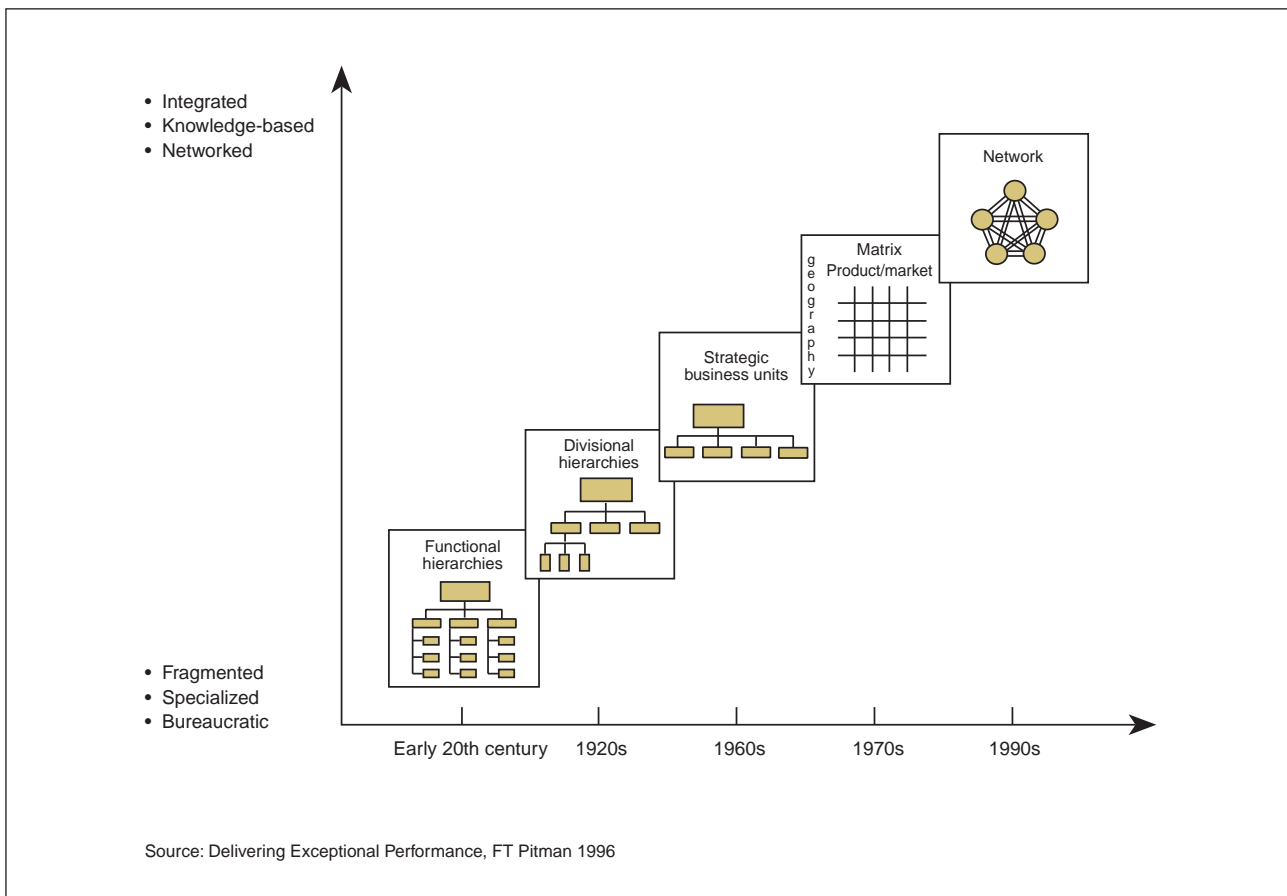 • Integrated
• Knowledge-based
• Networked
Network
Matrix
Product/market
geography
Strategic
business units
Divisional
hierarchies
Functional
hierarchies
• Fragmented
• Specialized
• Bureaucratic
Early 20th century 1920s 1960s 1970s 1990s
Source: Delivering Exceptional Performance, FT Pitman 1996